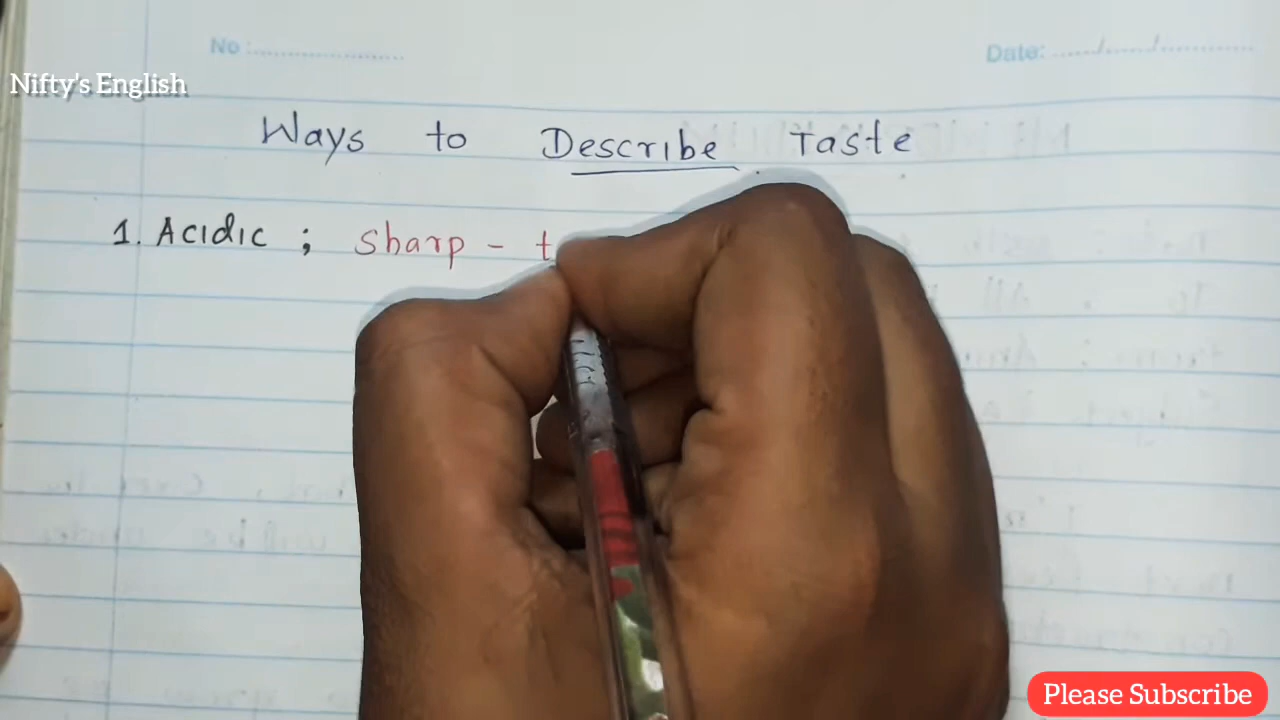 No :....................
Date: ....../....../............
Nifty's English
Ways to Describe Taste
1. Acidic ; Sharp - t
Please Subscribe